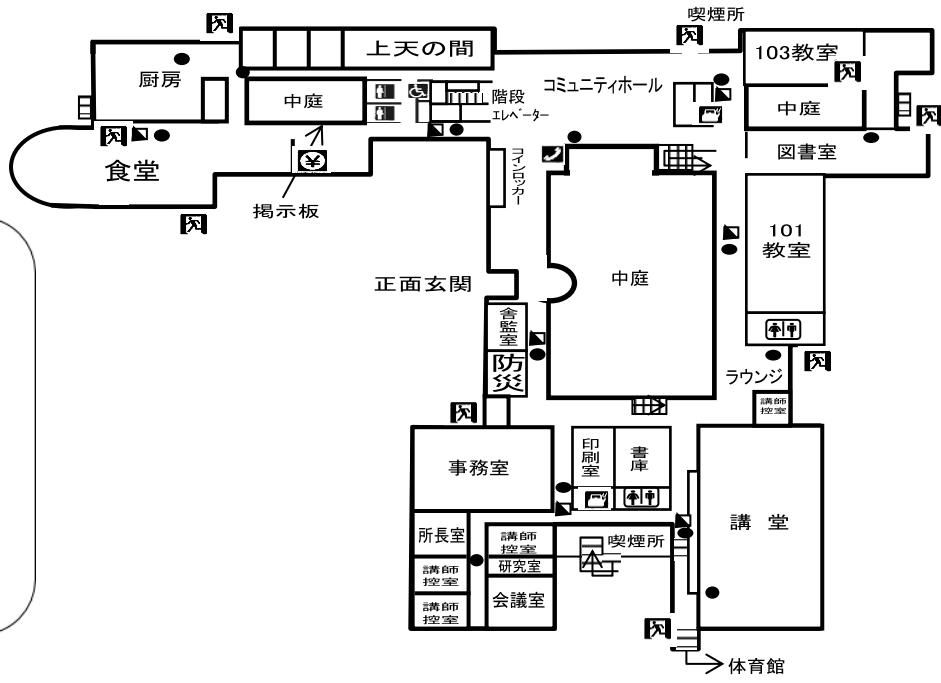 喫煙所
上天の間
103教室
厨房
コミュニティホール
中庭
階段
エレベーター
中庭
図書室
食堂
¥
コインロッカー
掲示板
101
教室
中庭
正面玄関
舎監室
防災
ラウンジ
講師
控室
事務室
印刷室
書庫
講堂
所長室
講師
控室
喫煙所
研究室
講師
控室
会議室
講師
控室
体育館